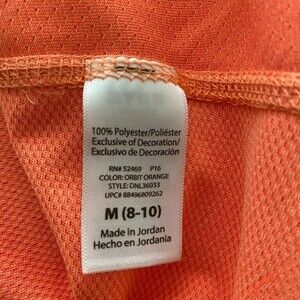 100% Polyester/Poliéster
Exclusive of Decoration/
Exclusivo de Decoración
RN# 52469 P16
COLOR: ORBIT ORANGE
STYLE: DNL36033
UPC# 88496809262
M (8-10)
Made in Jordan
Hecho en Jordania